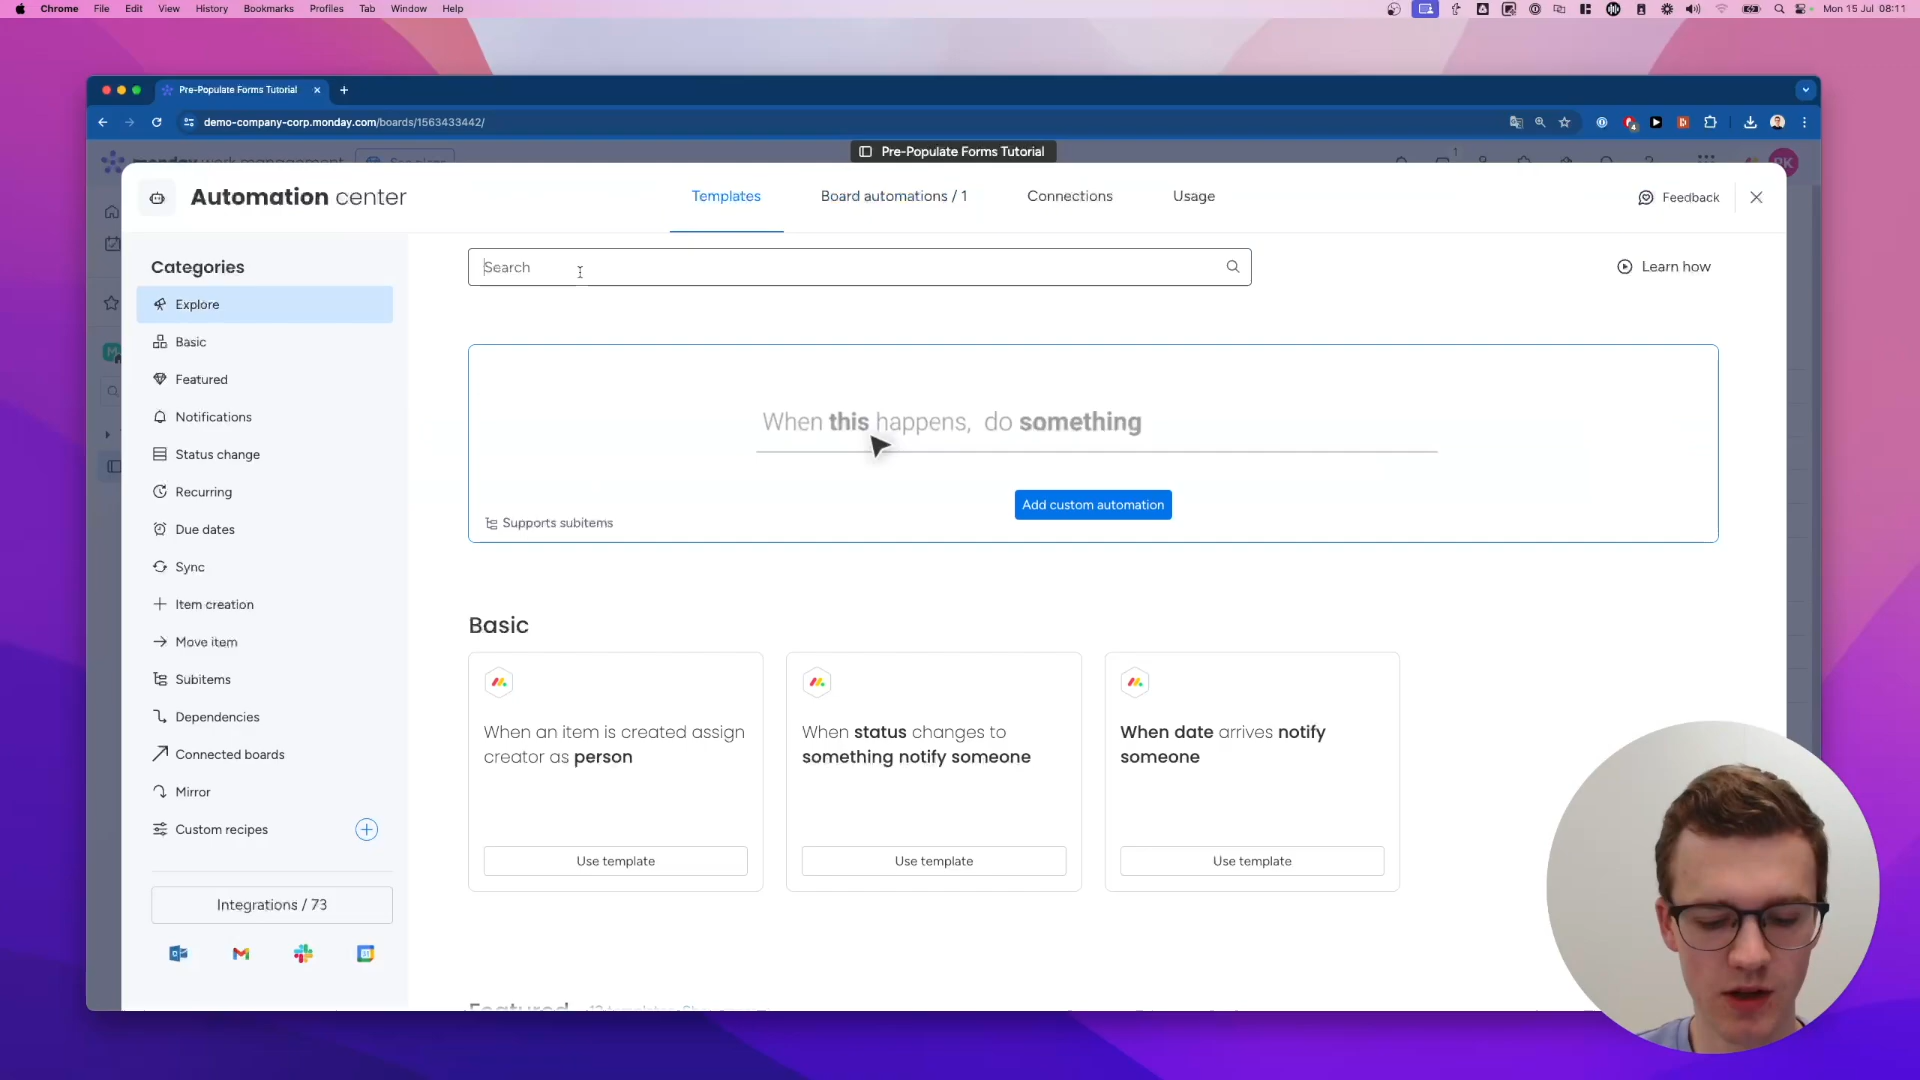 Chrome File Edit View History Bookmarks Profiles Tab Window Help
Mon 15 Jul 08:11
Pre-Populate Forms Tutorial
demo-company-corp.monday.com/boards/1563433442/
Pre-Populate Forms Tutorial
Automation center
Templates
Board automations / 1
Connections
Usage
Feedback
Categories
Explore
Basic
Featured
Notifications
Status change
Recurring
Due dates
Sync
Item creation
Move item
Subitems
Dependencies
Connected boards
Mirror
Custom recipes
Integrations / 73
Search
Learn how
When this happens, do something
Add custom automation
Supports subitems
Basic
When an item is created assign
creator as person
Use template
When status changes to
something notify someone
Use template
When date arrives notify
someone
Use template
Featured